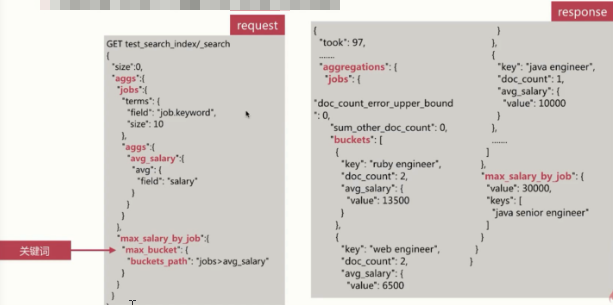 request
GET test_search_index/_search
{
"size":0,
"aggs":{
"jobs":{
"terms": {
"field": "job.keyword",
"size": 10
},
"aggs":{
"avg_salary":{
"avg": {
"field": "salary"
}
}
}
},
"max_salary_by_job":{
"max_bucket": {
"buckets_path": "jobs>avg_salary"
}
}
}
关键词
response
{
"took": 97,
.......
"aggregations": {
"jobs": {
"doc_count_error_upper_bound
": 0,
"sum_other_doc_count": 0,
"buckets": [
{
"key": "ruby engineer",
"doc_count": 2,
"avg_salary": {
"value": 13500
}
},
{
"key": "web engineer",
"doc_count": 2,
"avg_salary": {
"value": 6500
}
},
{
"key": "java engineer",
"doc_count": 1,
"avg_salary": {
"value": 10000
}
},
.......
]
},
"max_salary_by_job": {
"value": 30000,
"keys": [
"java senior engineer"
]
}
}